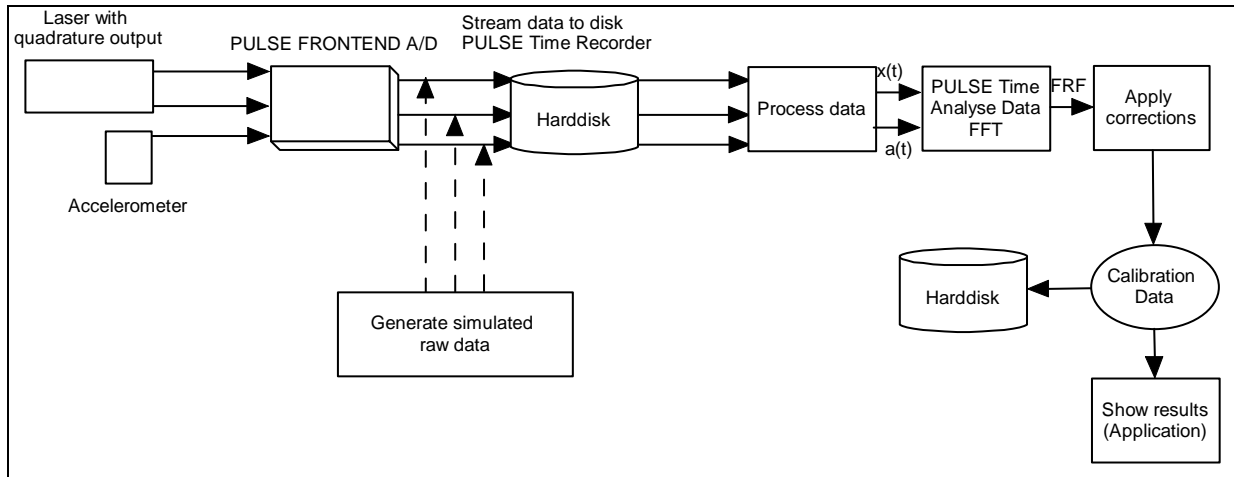 Laser with
quadrature output
PULSE FRONTEND A/D
Stream data to disk
PULSE Time Recorder
Harddisk
Process data
x(t)
a(t)
PULSE Time
Analyse Data
FFT
FRF
Apply
corrections
Accelerometer
Generate simulated
raw data
Harddisk
Calibration
Data
Show results
(Application)